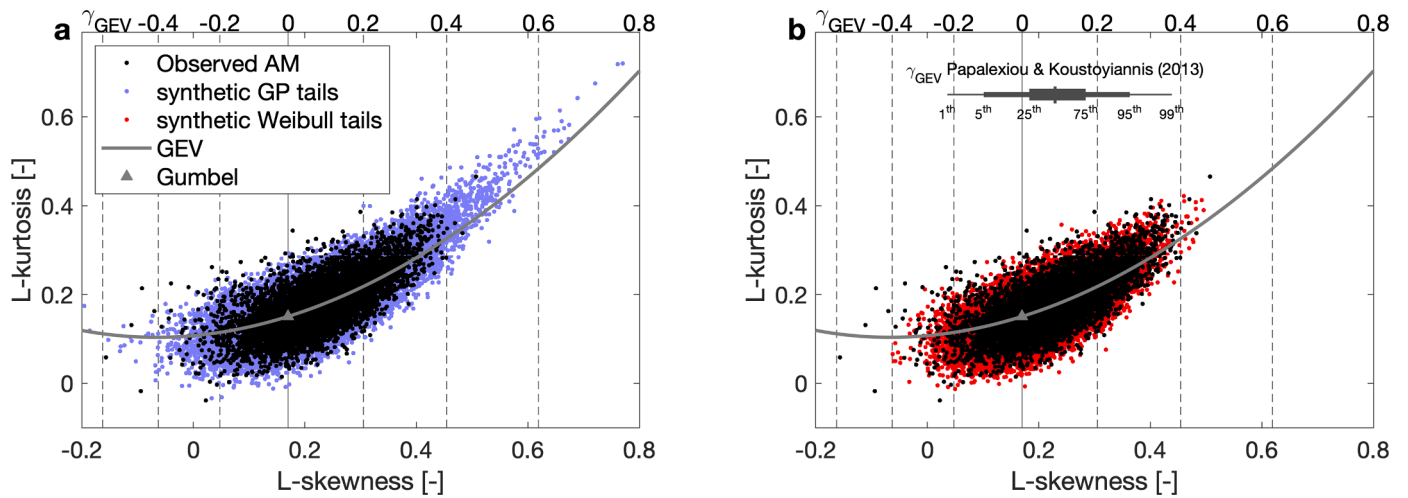 a
γGEV -0.4 -0.2 0 0.2 0.4 0.6 0.8
Observed AM
synthetic GP tails
synthetic Weibull tails
GEV
Gumbel
L-kurtosis [-]
0.6
0.4
0.2
0
-0.2 0 0.2 0.4 0.6 0.8
L-skewness [-]
b
γGEV -0.4 -0.2 0 0.2 0.4 0.6 0.8
γGEV Papalexiou & Koustoyiannis (2013)
1th 5th 25th 75th 95th 99th
L-kurtosis [-]
0.6
0.4
0.2
0
-0.2 0 0.2 0.4 0.6 0.8
L-skewness [-]